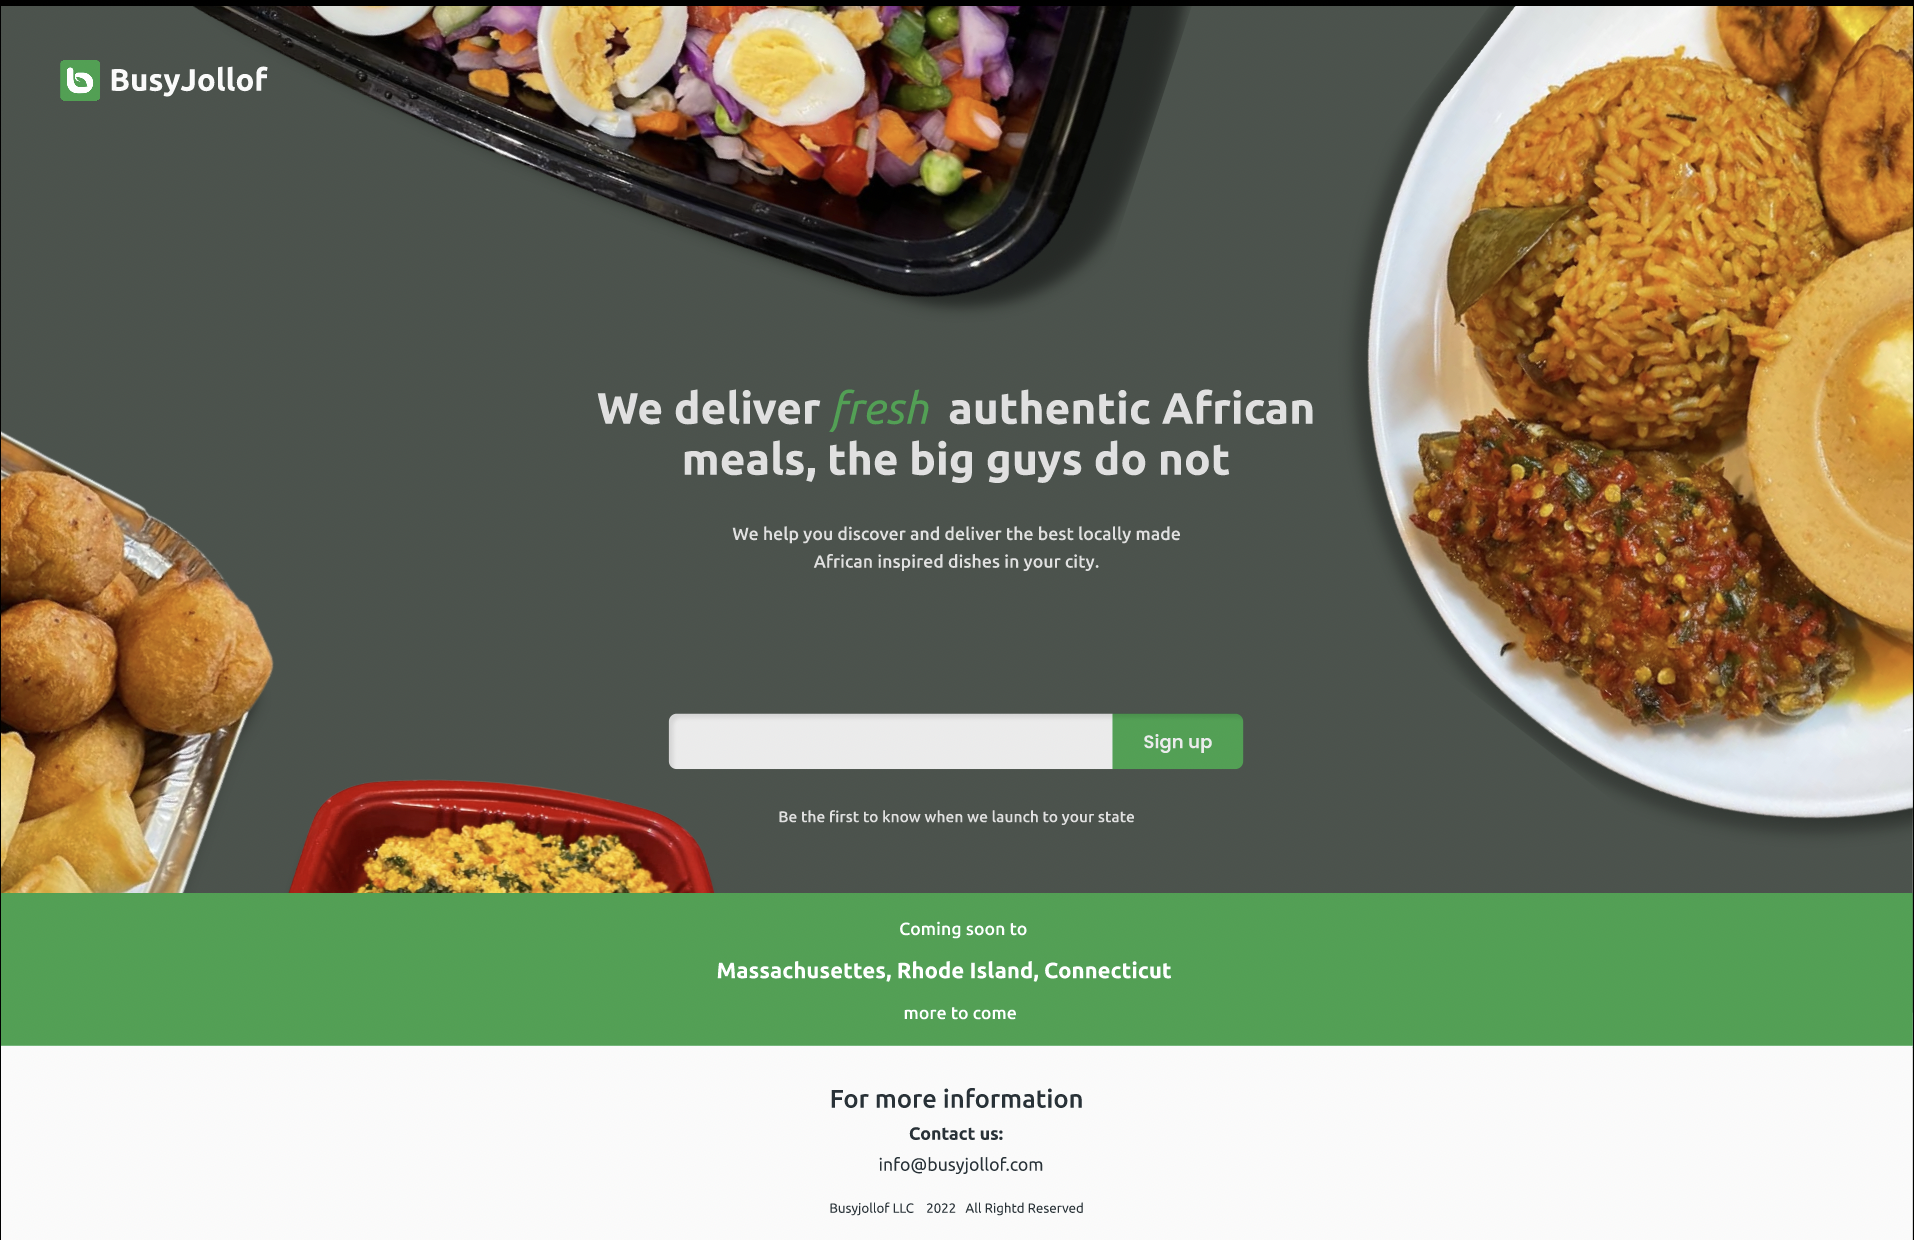 BusyJollof
We deliver fresh authentic African
meals, the big guys do not
We help you discover and deliver the best locally made
African inspired dishes in your city.
Sign up
Be the first to know when we launch to your state
Coming soon to
Massachusettes, Rhode Island, Connecticut
more to come
For more information
Contact us:
info@busyjollof.com
Busyjollof LLC 2022 All Rightd Reserved